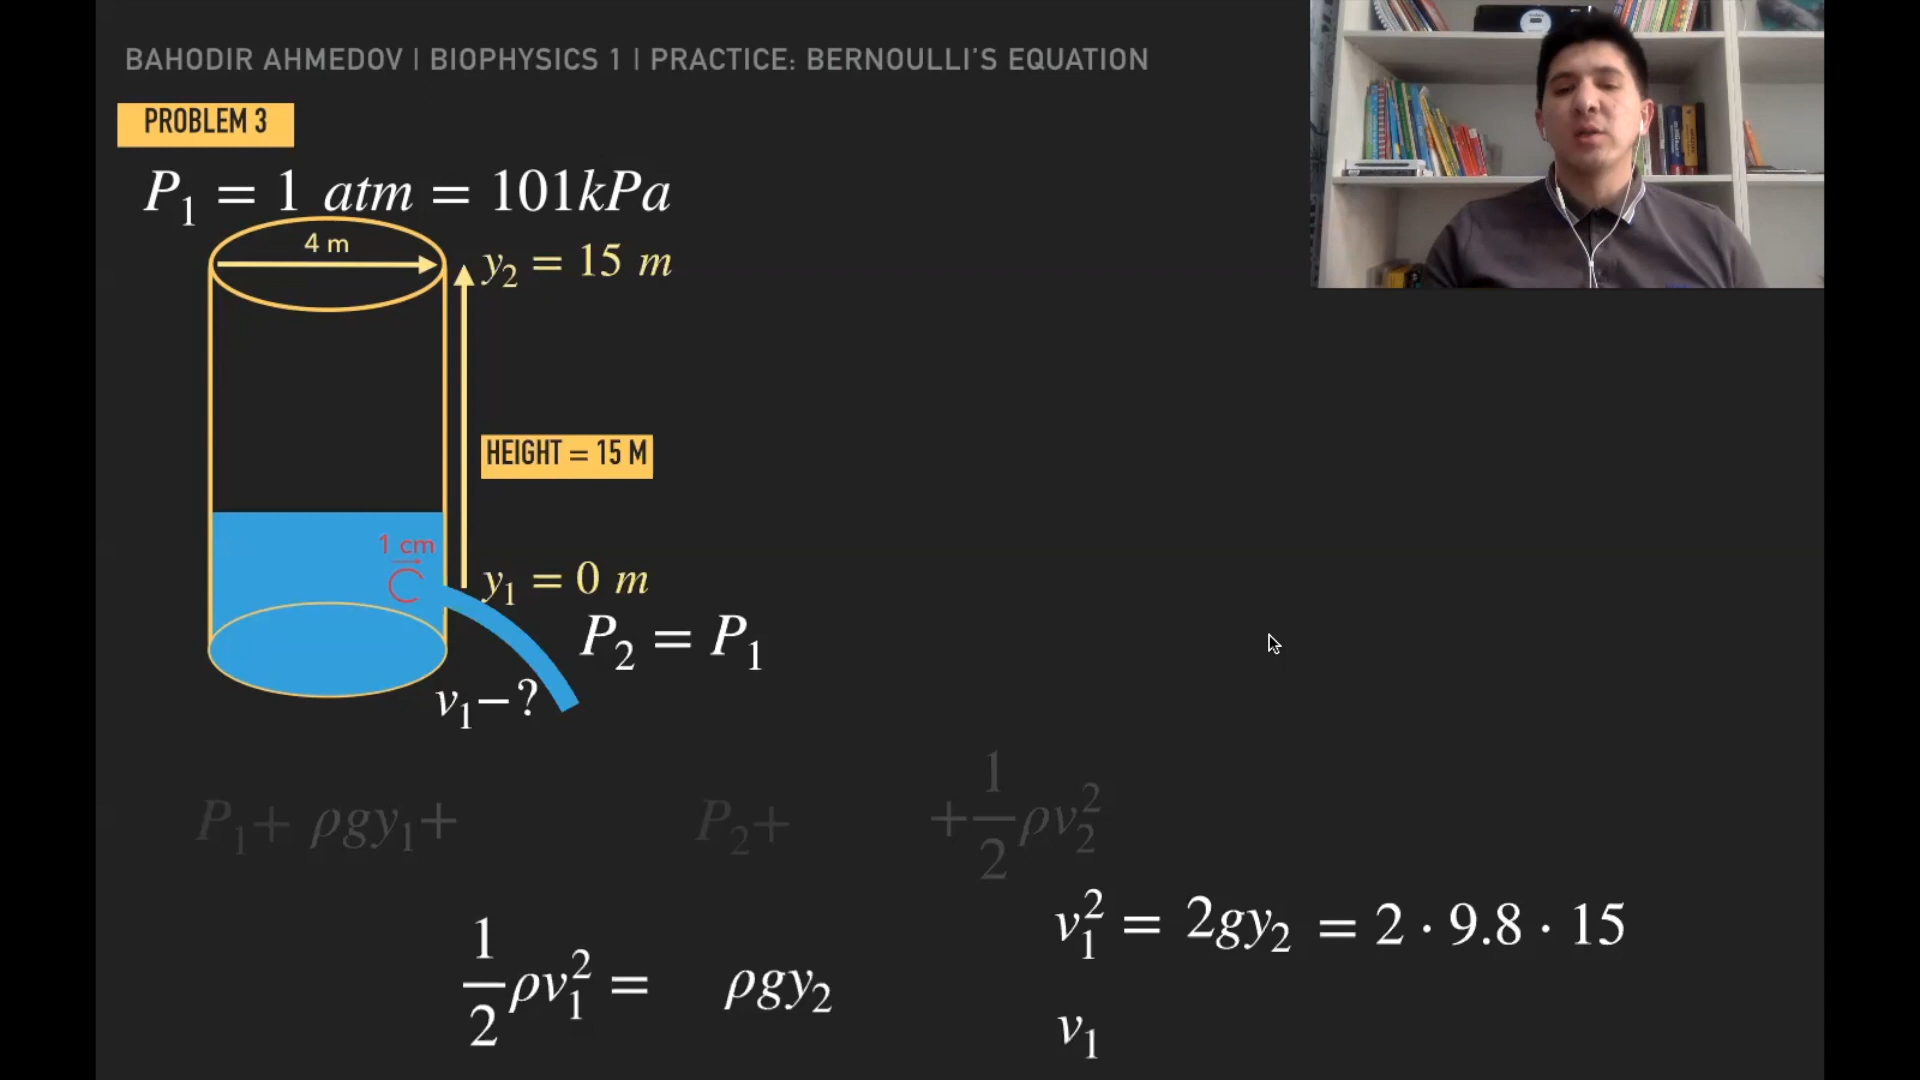 BAHODIR AHMEDOV | BIOPHYSICS 1 | PRACTICE: BERNOULLI'S EQUATION
PROBLEM 3
P₁ = 1 atm = 101kPa
4 m
y₂ = 15 m
HEIGHT = 15 M
1 cm
y₁ = 0 m
P₂ = P₁
v₁−?
P₁+ ρgy₁+ P₂+ +½ρv₂²
v₁² = 2gy₂ = 2 · 9.8 · 15
½ρv₁² = ρgy₂
v₁